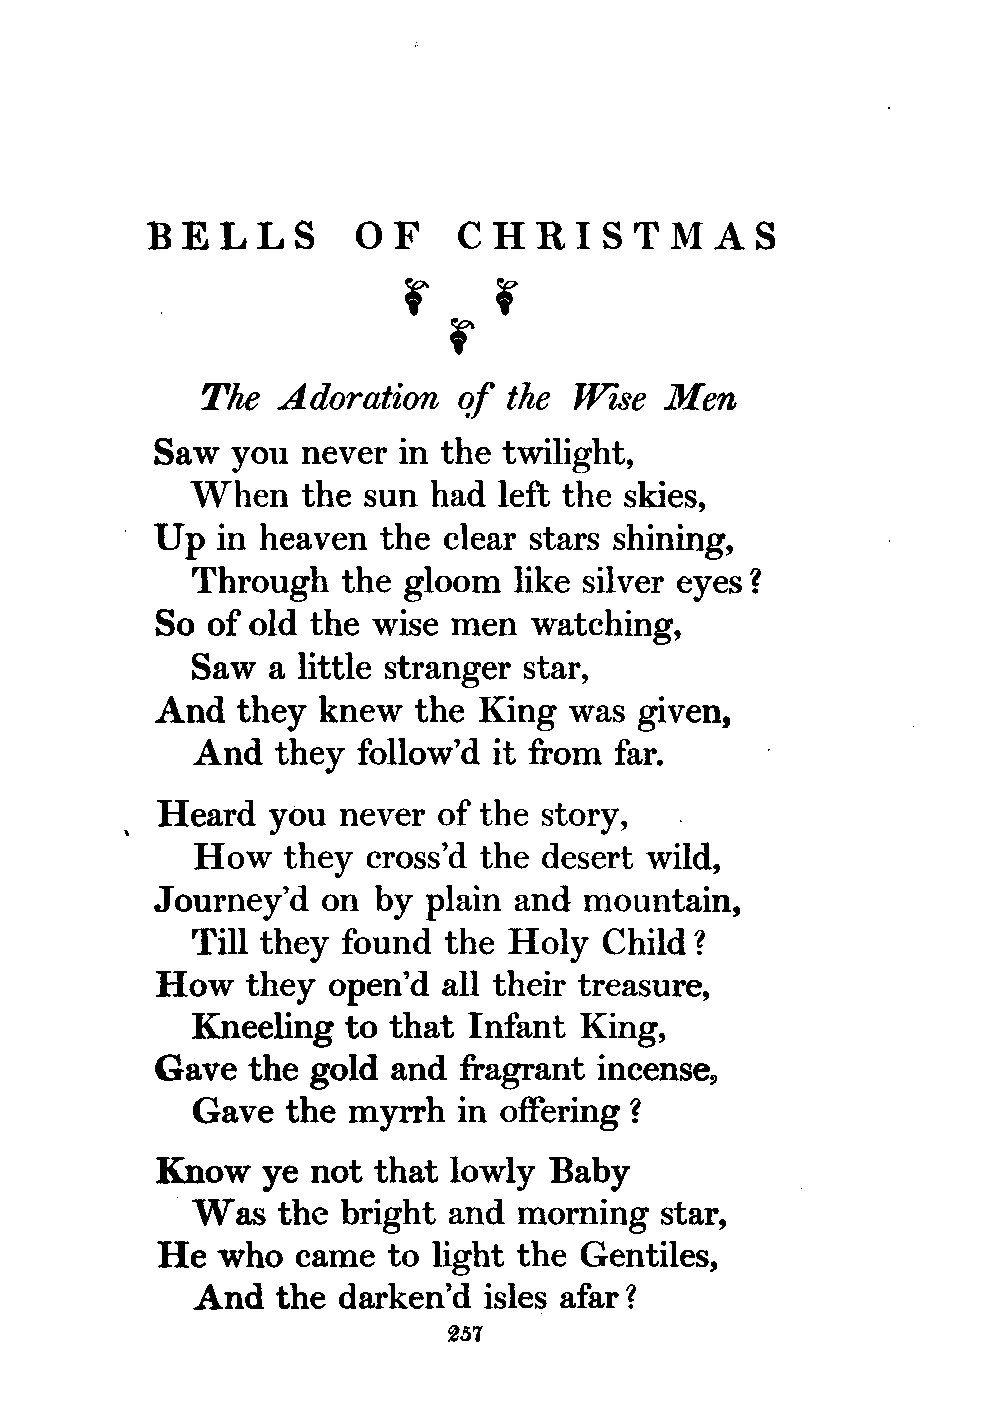 BELLS OF CHRISTMAS
The Adoration of the Wise Men
Saw you never in the twilight,
When the sun had left the skies,
Up in heaven the clear stars shining,
Through the gloom like silver eyes?
So of old the wise men watching,
Saw a little stranger star,
And they knew the King was given,
And they follow'd it from far.
Heard you never of the story,
How they cross'd the desert wild,
Journey'd on by plain and mountain,
Till they found the Holy Child?
How they open'd all their treasure,
Kneeling to that Infant King,
Gave the gold and fragrant incense,
Gave the myrrh in offering?
Know ye not that lowly Baby
Was the bright and morning star,
He who came to light the Gentiles,
And the darken'd isles afar?
257